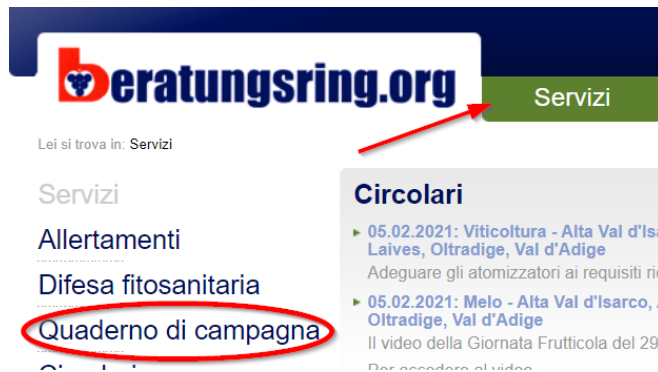 beratungsring.org
Servizi
Lei si trova in: Servizi
Servizi
Allertamenti
Difesa fitosanitaria
Quaderno di campagna
Circolari
05.02.2021: Viticoltura - Alta Val d'Is
Laives, Oltradige, Val d'Adige
Adeguare gli atomizzatori ai requisiti
05.02.2021: Melo - Alta Val d'Isarco,
Oltradige, Val d'Adige
Il video della Giornata Frutticola del 29
Per accedere al video